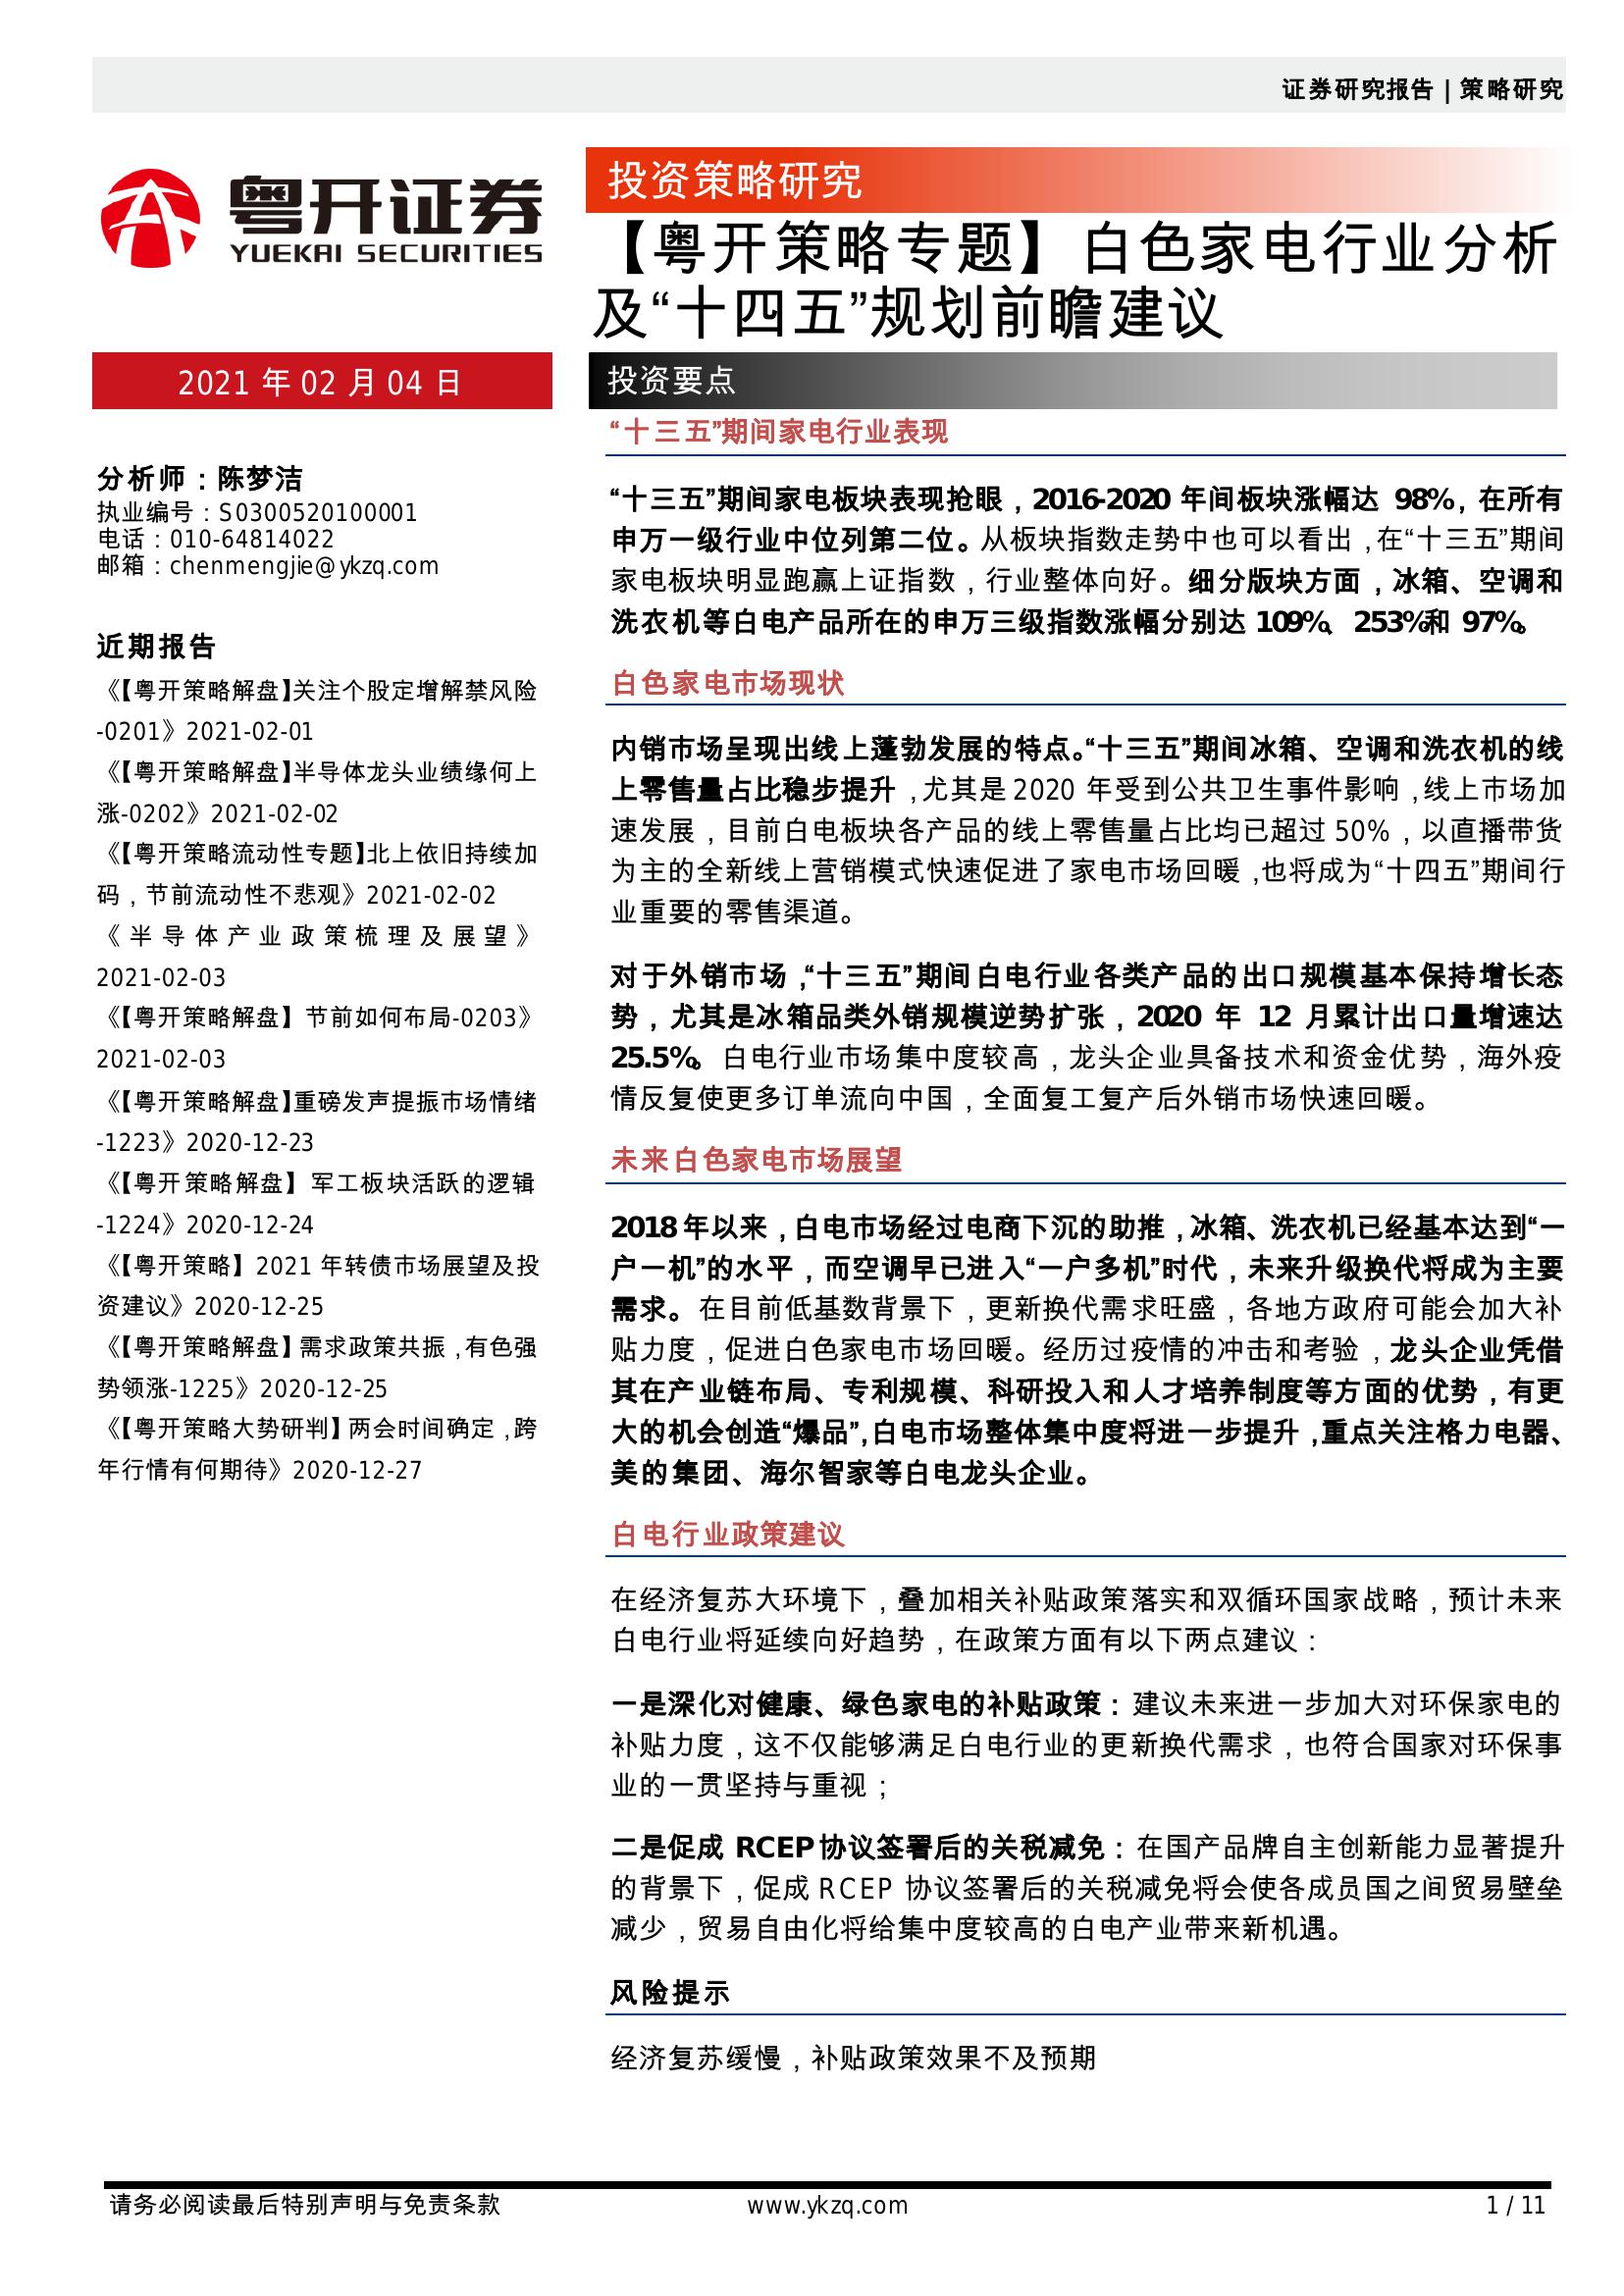 证券研究报告 | 策略研究
粤开证券
YUEKAI SECURITIES
投资策略研究
【粤开策略专题】白色家电行业分析
及“十四五”规划前瞻建议
2021 年 02 月 04 日
分析师：陈梦洁
执业编号：S0300520100001
电话：010-64814022
邮箱：chenmengjie@ykzq.com
近期报告
《【粤开策略解盘】关注个股定增解禁风险
-0201》2021-02-01
《【粤开策略解盘】半导体龙头业绩缘何上
涨-0202》2021-02-02
《【粤开策略流动性专题】北上依旧持续加
码，节前流动性不悲观》2021-02-02
《半导体产业政策梳理及展望》
2021-02-03
《【粤开策略解盘】节前如何布局-0203》
2021-02-03
《【粤开策略解盘】重磅发声提振市场情绪
-1223》2020-12-23
《【粤开策略解盘】军工板块活跃的逻辑
-1224》2020-12-24
《【粤开策略】2021 年转债市场展望及投
资建议》2020-12-25
《【粤开策略解盘】需求政策共振，有色强
势领涨-1225》2020-12-25
《【粤开策略大势研判】两会时间确定，跨
年行情有何期待》2020-12-27
投资要点
“十三五”期间家电行业表现
“十三五”期间家电板块表现抢眼，2016-2020 年间板块涨幅达 98%，在所有
申万一级行业中位列第二位。从板块指数走势中也可以看出，在“十三五”期间
家电板块明显跑赢上证指数，行业整体向好。细分版块方面，冰箱、空调和
洗衣机等白电产品所在的申万三级指数涨幅分别达 109%、253%和 97%。
白色家电市场现状
内销市场呈现出线上蓬勃发展的特点。“十三五”期间冰箱、空调和洗衣机的线
上零售量占比稳步提升，尤其是 2020 年受到公共卫生事件影响，线上市场加
速发展，目前白电板块各产品的线上零售量占比均已超过 50%，以直播带货
为主的全新线上营销模式快速促进了家电市场回暖，也将成为“十四五”期间行
业重要的零售渠道。
对于外销市场，“十三五”期间白电行业各类产品的出口规模基本保持增长态
势，尤其是冰箱品类外销规模逆势扩张，2020 年 12 月累计出口量增速达
25.5%。白电行业市场集中度较高，龙头企业具备技术和资金优势，海外疫
情反复使更多订单流向中国，全面复工复产后外销市场快速回暖。
未来白色家电市场展望
2018 年以来，白电市场经过电商下沉的助推，冰箱、洗衣机已经基本达到“一
户一机”的水平，而空调早已进入“一户多机”时代，未来升级换代将成为主要
需求。在目前低基数背景下，更新换代需求旺盛，各地方政府可能会加大补
贴力度，促进白色家电市场回暖。经历过疫情的冲击和考验，龙头企业凭借
其在产业链布局、专利规模、科研投入和人才培养制度等方面的优势，有更
大的机会创造“爆品”，白电市场整体集中度将进一步提升，重点关注格力电器、
美的集团、海尔智家等白电龙头企业。
白电行业政策建议
在经济复苏大环境下，叠加相关补贴政策落实和双循环国家战略，预计未来
白电行业将延续向好趋势，在政策方面有以下两点建议：
一是深化对健康、绿色家电的补贴政策：建议未来进一步加大对环保家电的
补贴力度，这不仅能够满足白电行业的更新换代需求，也符合国家对环保事
业的一贯坚持与重视；
二是促成 RCEP 协议签署后的关税减免：在国产品牌自主创新能力显著提升
的背景下，促成 RCEP 协议签署后的关税减免将会使各成员国之间贸易壁垒
减少，贸易自由化将给集中度较高的白电产业带来新机遇。
风险提示
经济复苏缓慢，补贴政策效果不及预期
请务必阅读最后特别声明与免责条款
www.ykzq.com
1 / 11